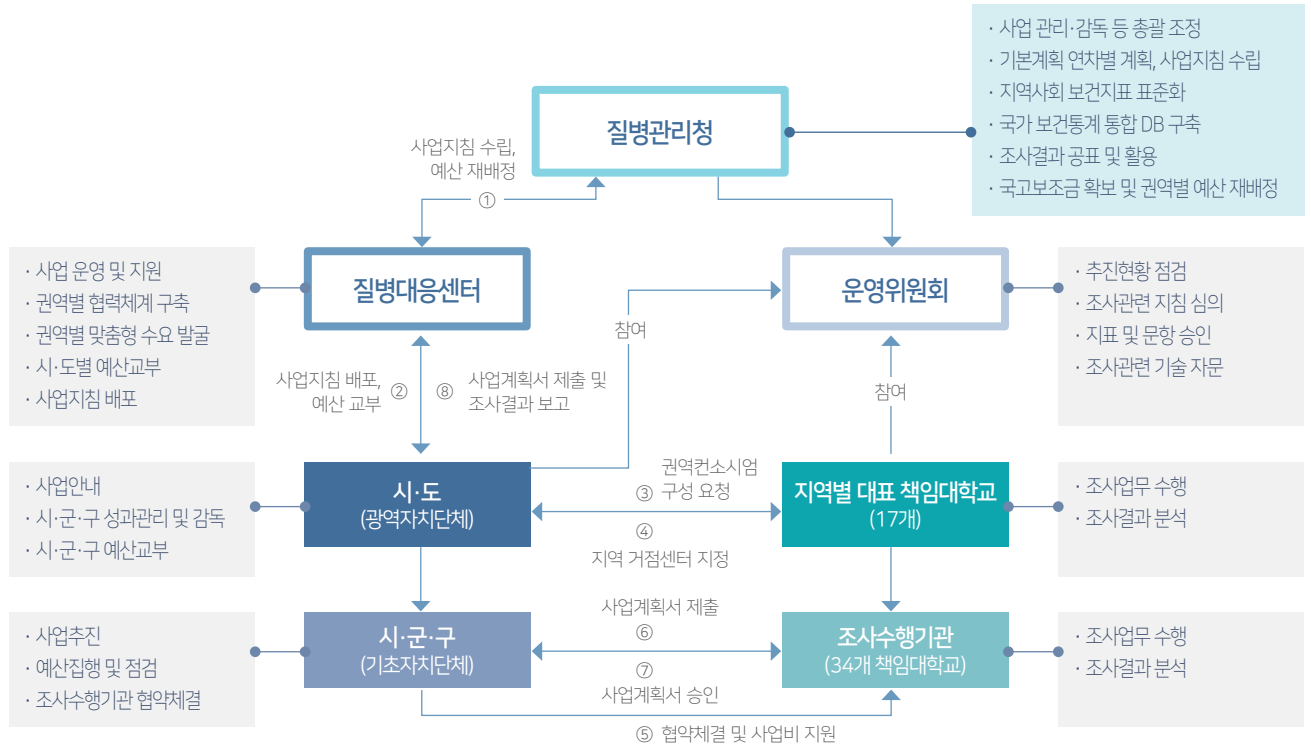 · 사업 관리·감독 등 총괄 조정
· 기본계획 연차별 계획, 사업지침 수립
· 지역사회 보건지표 표준화
· 국가 보건통계 통합 DB 구축
· 조사결과 공표 및 활용
· 국고보조금 확보 및 권역별 예산 재배정
질병관리청
사업지침 수립,
예산 재배정
①
· 사업 운영 및 지원
· 권역별 협력체계 구축
· 권역별 맞춤형 수요 발굴
· 시·도별 예산교부
· 사업지침 배포
질병대응센터
운영위원회
· 추진현황 점검
· 조사관련 지침 심의
· 지표 및 문항 승인
· 조사관련 기술 자문
참여
사업지침 배포,
예산 교부
②
⑧
사업계획서 제출 및
조사결과 보고
참여
· 사업안내
· 시·군·구 성과관리 및 감독
· 시·군·구 예산교부
시·도
(광역자치단체)
권역컨소시엄
③ 구성 요청
④
지역 거점센터 지정
지역별 대표 책임대학교
(17개)
· 조사업무 수행
· 조사결과 분석
· 사업추진
· 예산집행 및 점검
· 조사수행기관 협약체결
시·군·구
(기초자치단체)
사업계획서 제출
⑥
⑦
사업계획서 승인
조사수행기관
(34개 책임대학교)
· 조사업무 수행
· 조사결과 분석
⑤ 협약체결 및 사업비 지원